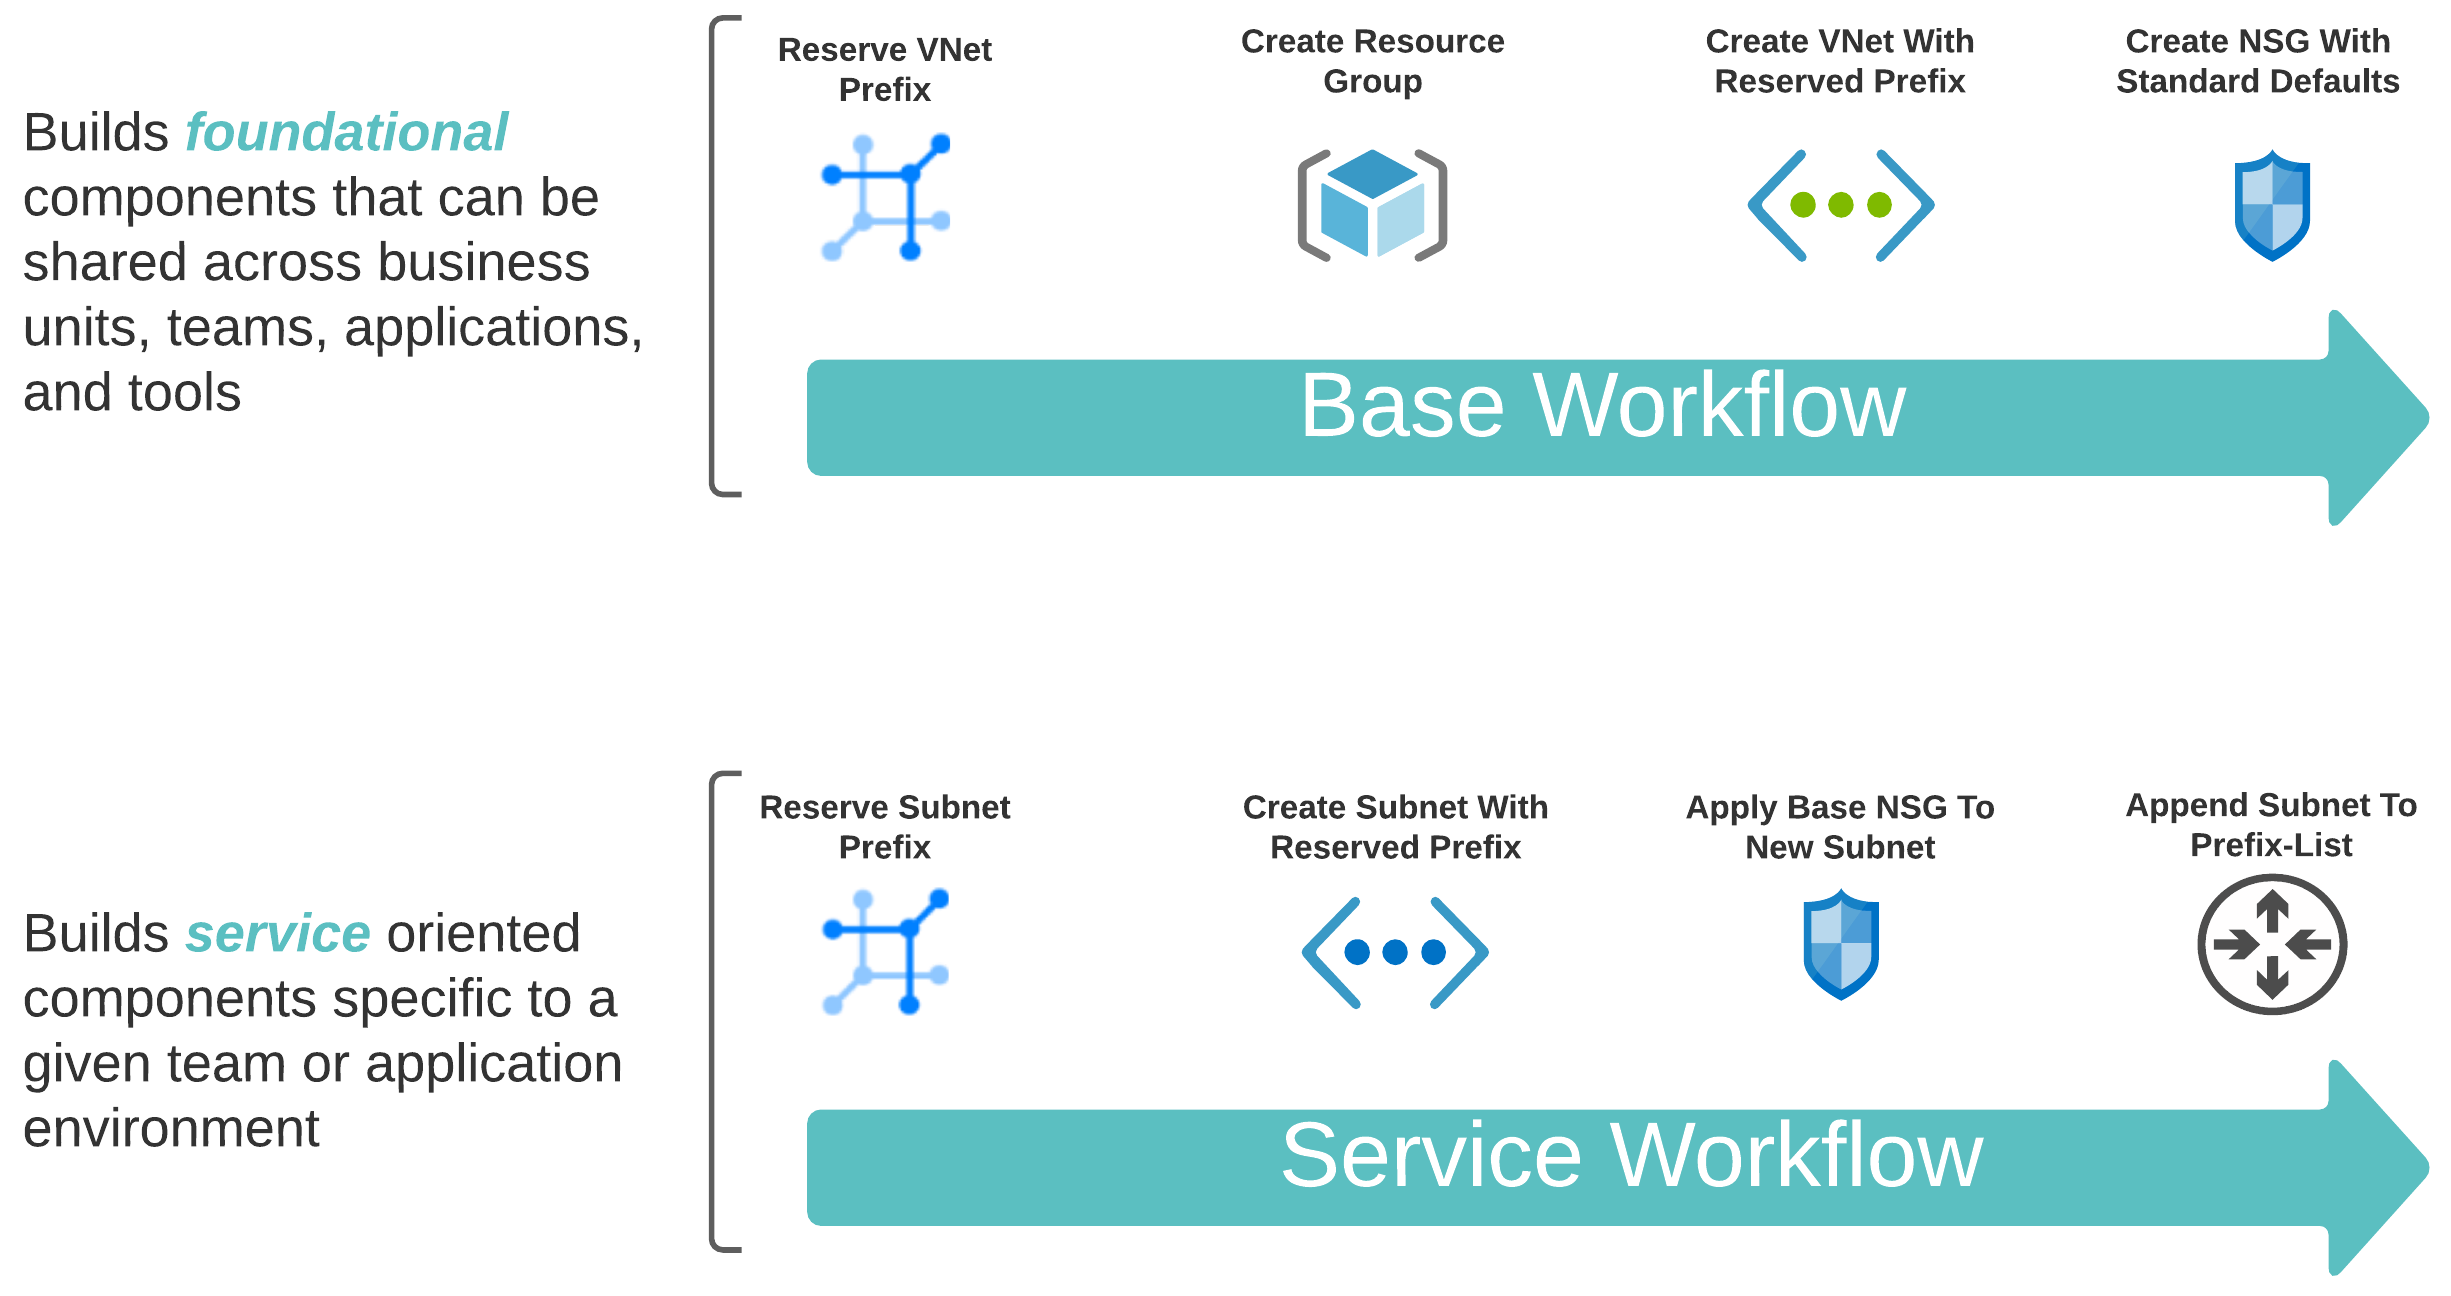 Reserve VNet
Prefix
Create Resource
Group
Create VNet With
Reserved Prefix
Create NSG With
Standard Defaults
Builds foundational
components that can be
shared across business
units, teams, applications,
and tools
Base Workflow
Reserve Subnet
Prefix
Create Subnet With
Reserved Prefix
Apply Base NSG To
New Subnet
Append Subnet To
Prefix-List
Builds service oriented
components specific to a
given team or application
environment
Service Workflow